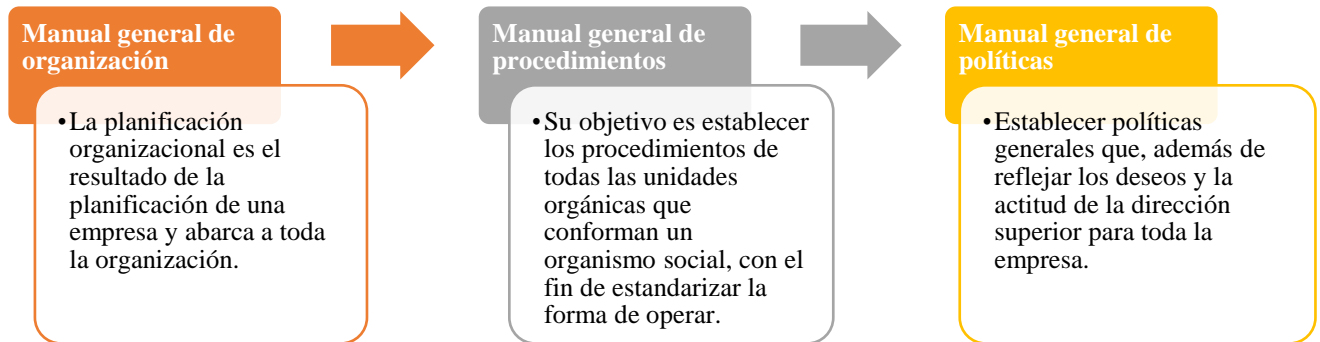 Manual general de
organización
•La planificación
organizacional es el
resultado de la
planificación de una
empresa y abarca a toda
la organización.
Manual general de
procedimientos
•Su objetivo es establecer
los procedimientos de
todas las unidades
orgánicas que
conforman un
organismo social, con el
fin de estandarizar la
forma de operar.
Manual general de
políticas
•Establecer políticas
generales que, además de
reflejar los deseos y la
actitud de la dirección
superior para toda la
empresa.